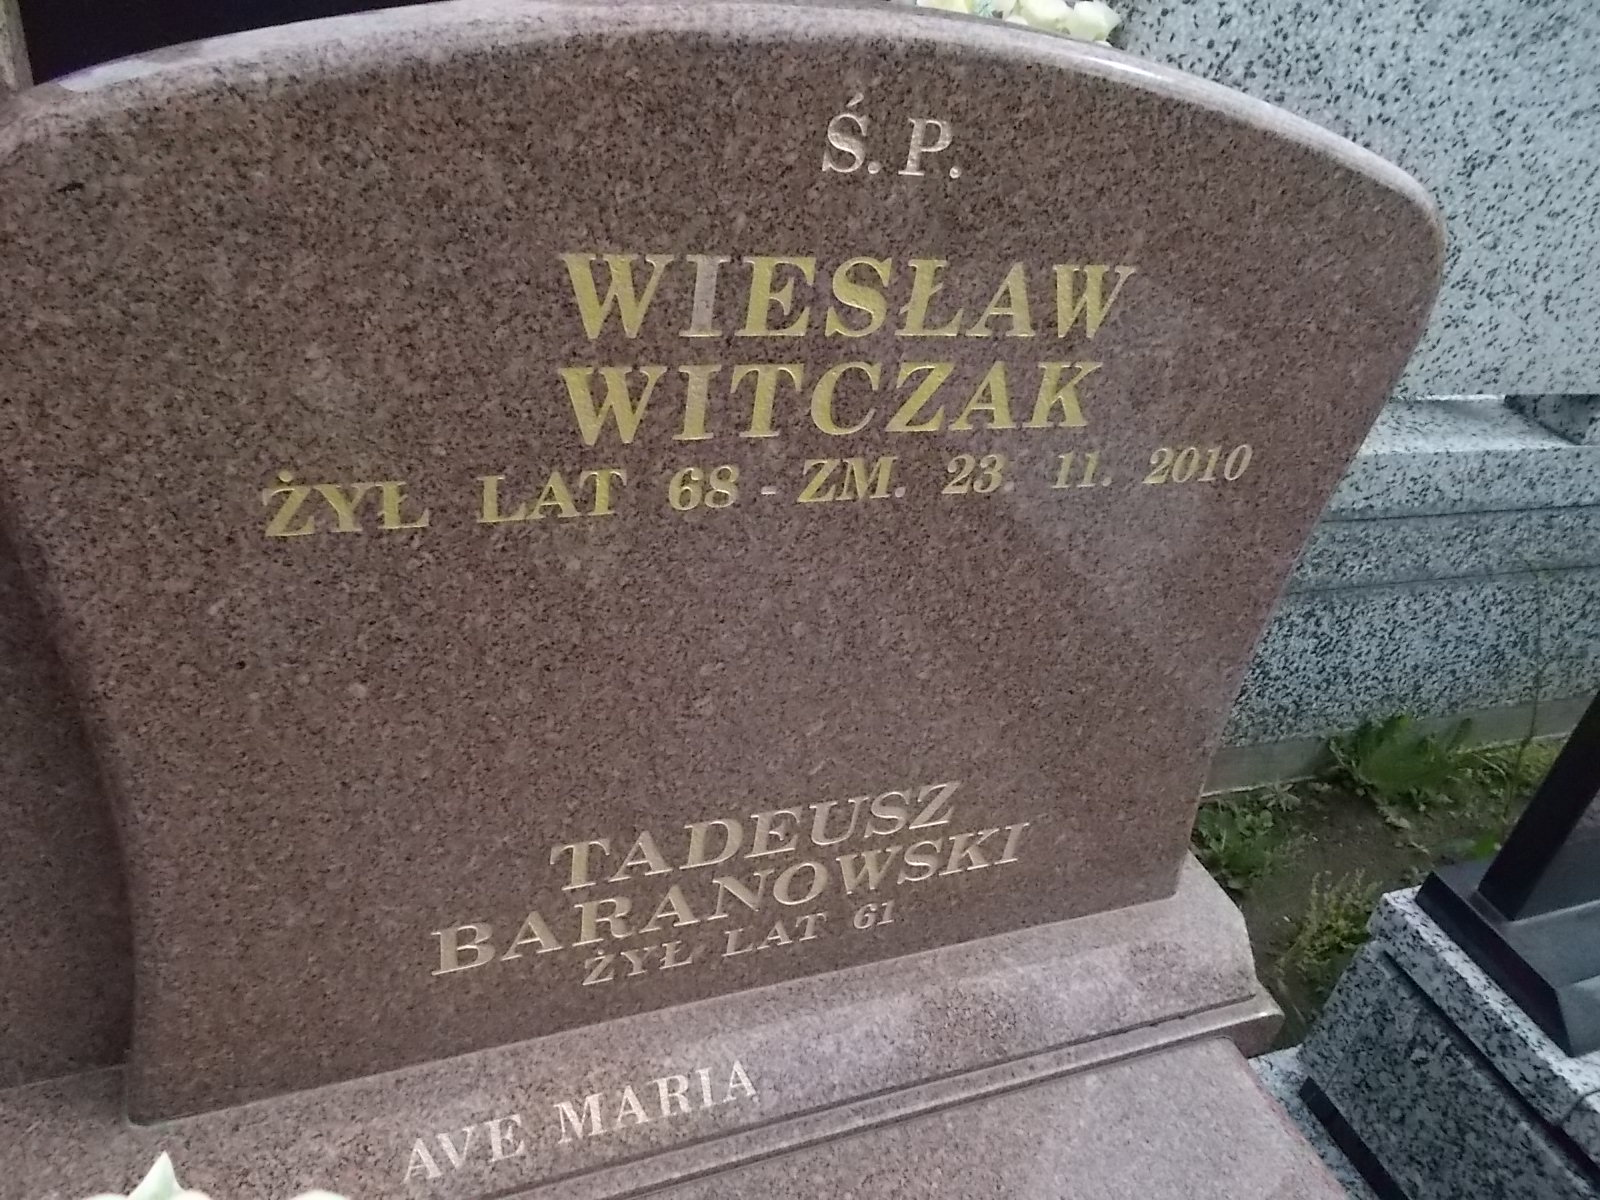 Ś. P.
WIESŁAW
WITCZAK
ŻYŁ LAT 68 - ZM. 23. 11. 2010
TADEUSZ
BARANOWSKI
ŻYŁ LAT 61
AVE MARIA